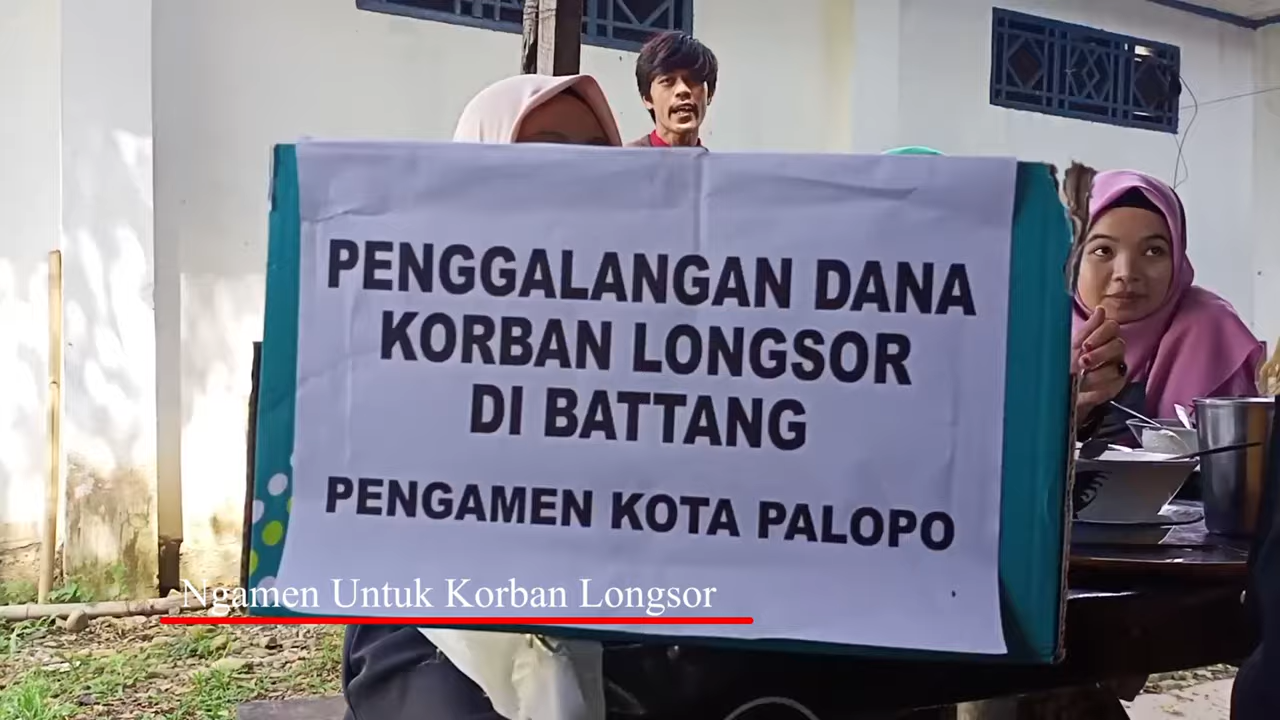 PENGGALANGAN DANA
KORBAN LONGSOR
DI BATTANG
PENGAMEN KOTA PALOPO
Ngamen Untuk Korban Longsor